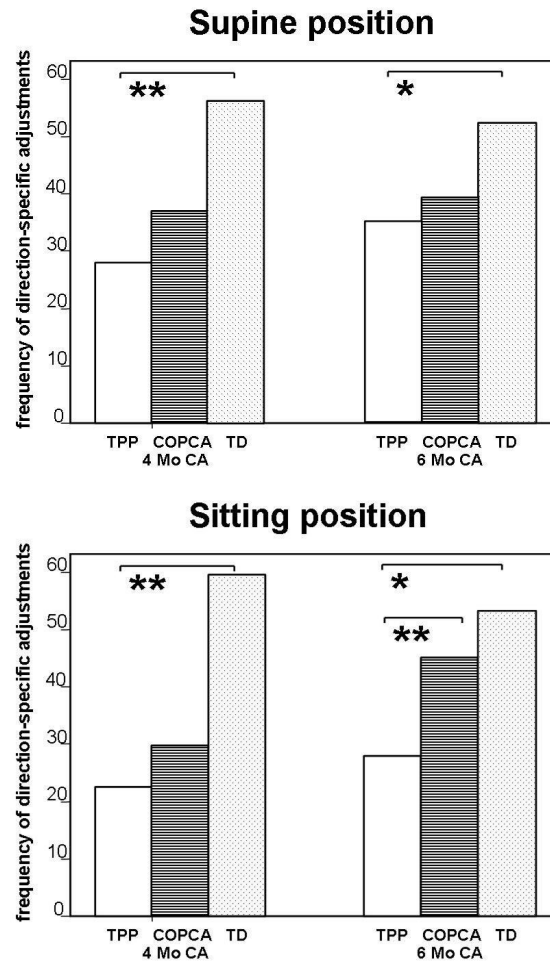 Supine position
frequency of direction-specific adjustments
60
50
40
30
20
10
0
** *
TPP COPCA TD TPP COPCA TD
4 Mo CA 6 Mo CA
Sitting position
frequency of direction-specific adjustments
60
50
40
30
20
10
0
** *
**
TPP COPCA TD TPP COPCA TD
4 Mo CA 6 Mo CA